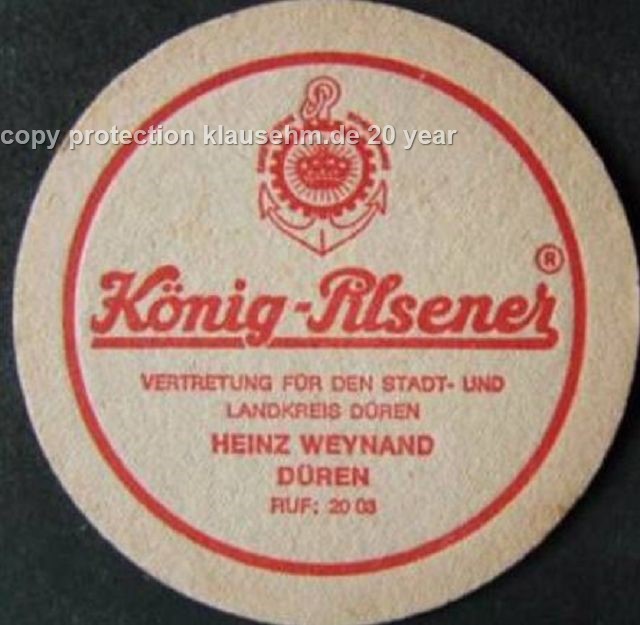 copy protection klausehm.de 20 year
König-Pilsener ®
VERTRETUNG FÜR DEN STADT- UND
LANDKREIS DÜREN
HEINZ WEYNAND
DÜREN
RUF: 20 03